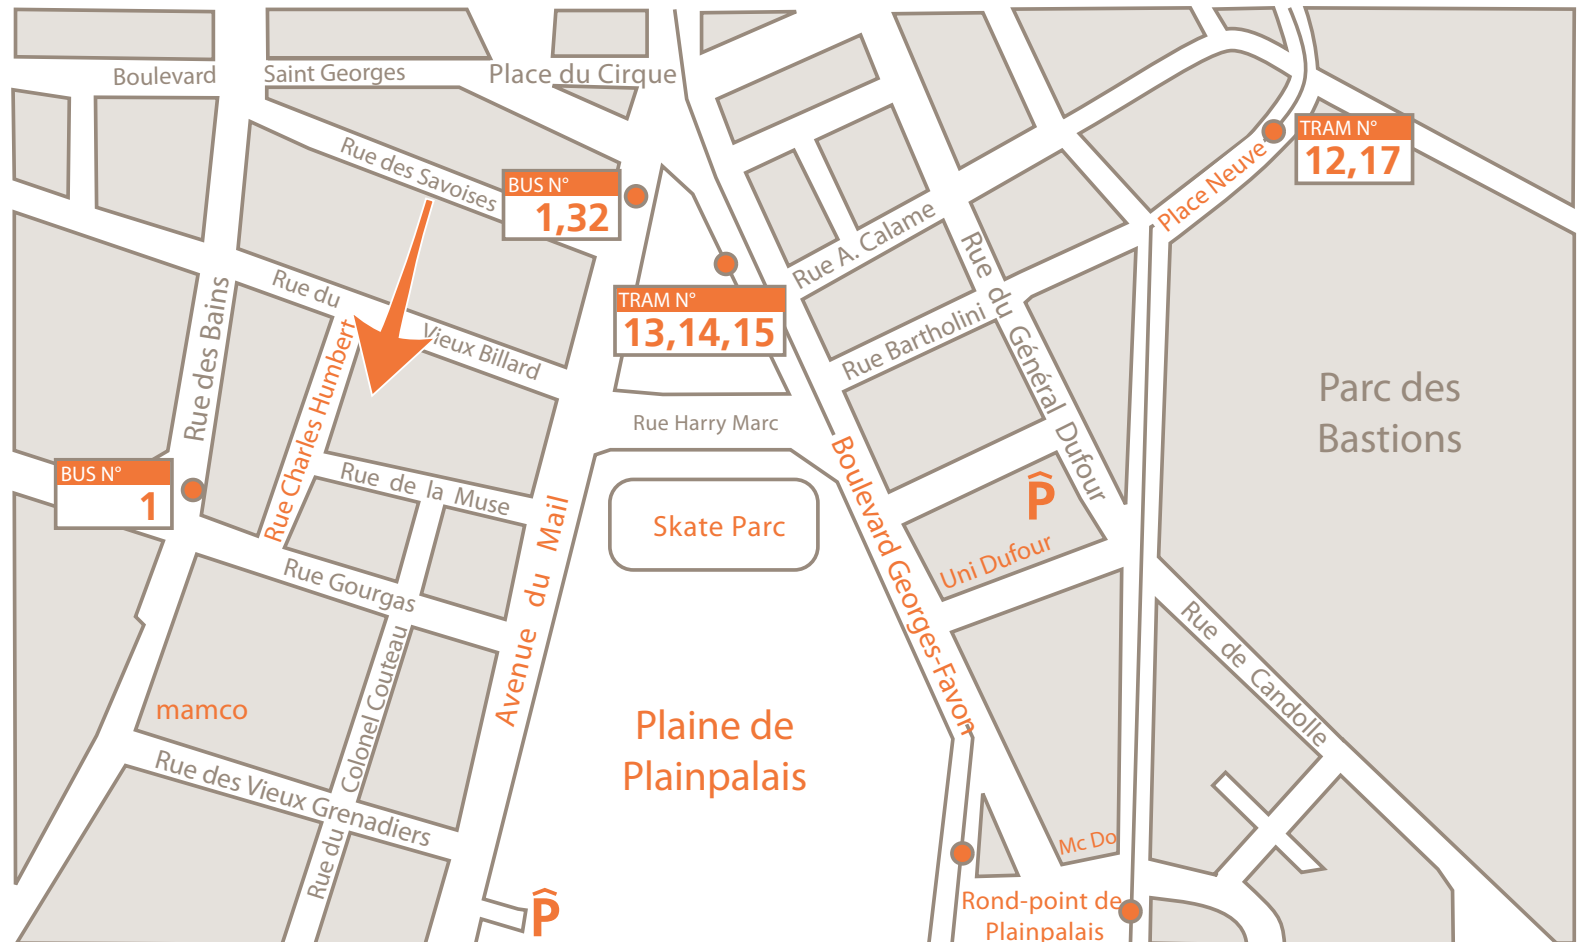 Boulevard
Saint Georges
Place du Cirque
Rue des Savoises
BUS N°
1,32
TRAM N°
12,17
Place Neuve
Rue A. Calame
Rue du
Vieux Billard
Rue des Bains
TRAM N°
13,14,15
Rue Bartholini
Rue du Général Dufour
Parc des
Bastions
Rue Charles Humbert
Rue Harry Marc
BUS N°
1
Rue de la Muse
Avenue du Mail
Skate Parc
Boulevard Georges-Favon
P
Uni Dufour
Rue Gourgas
Rue de Candolle
mamco
Rue du Colonel Couteau
Plaine de
Plainpalais
Rue des Vieux Grenadiers
Mc Do
P
Rond-point de
Plainpalais